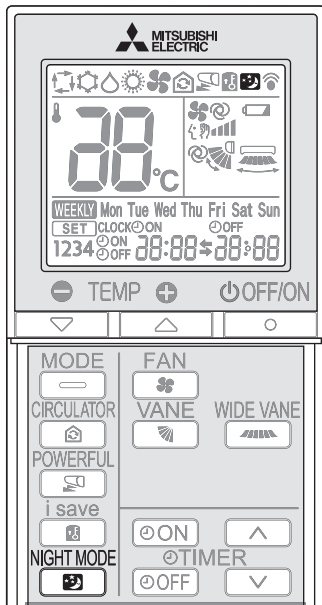 MITSUBISHI
ELECTRIC
88°C
WEEKLY Mon Tue Wed Thu Fri Sat Sun
SET CLOCK ON OFF
1234 ON OFF 88:88 88:88
TEMP OFF/ON
MODE FAN
CIRCULATOR VANE WIDE VANE
POWERFUL
i save
ON
NIGHT MODE TIMER
OFF